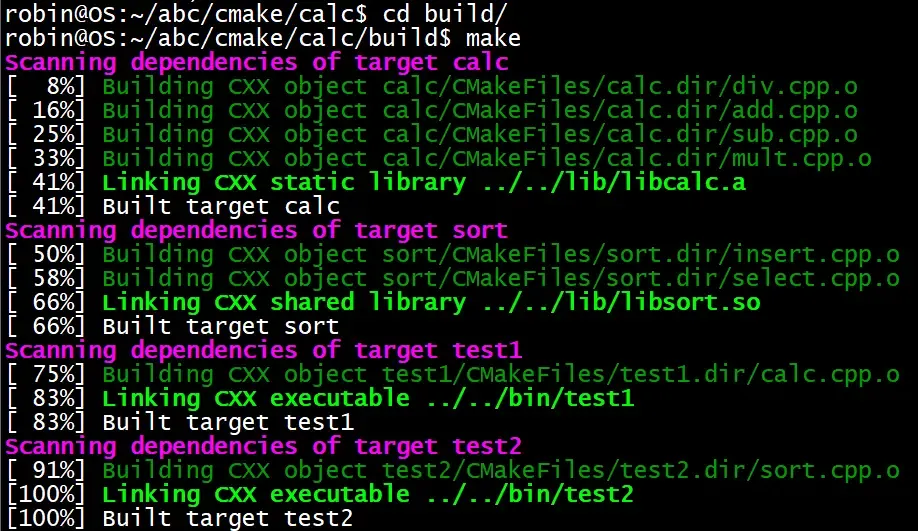 robin@OS:~/abc/cmake/calc$ cd build/
robin@OS:~/abc/cmake/calc/build$ make
Scanning dependencies of target calc
[  8%] Building CXX object calc/CMakeFiles/calc.dir/div.cpp.o
[ 16%] Building CXX object calc/CMakeFiles/calc.dir/add.cpp.o
[ 25%] Building CXX object calc/CMakeFiles/calc.dir/sub.cpp.o
[ 33%] Building CXX object calc/CMakeFiles/calc.dir/mult.cpp.o
[ 41%] Linking CXX static library ../../lib/libcalc.a
[ 41%] Built target calc
Scanning dependencies of target sort
[ 50%] Building CXX object sort/CMakeFiles/sort.dir/insert.cpp.o
[ 58%] Building CXX object sort/CMakeFiles/sort.dir/select.cpp.o
[ 66%] Linking CXX shared library ../../lib/libsort.so
[ 66%] Built target sort
Scanning dependencies of target test1
[ 75%] Building CXX object test1/CMakeFiles/test1.dir/calc.cpp.o
[ 83%] Linking CXX executable ../../bin/test1
[ 83%] Built target test1
Scanning dependencies of target test2
[ 91%] Building CXX object test2/CMakeFiles/test2.dir/sort.cpp.o
[100%] Linking CXX executable ../../bin/test2
[100%] Built target test2